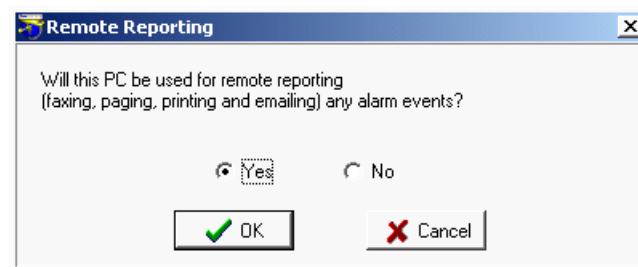 Remote Reporting
Will this PC be used for remote reporting
(faxing, paging, printing and emailing) any alarm events?
Yes No
OK Cancel